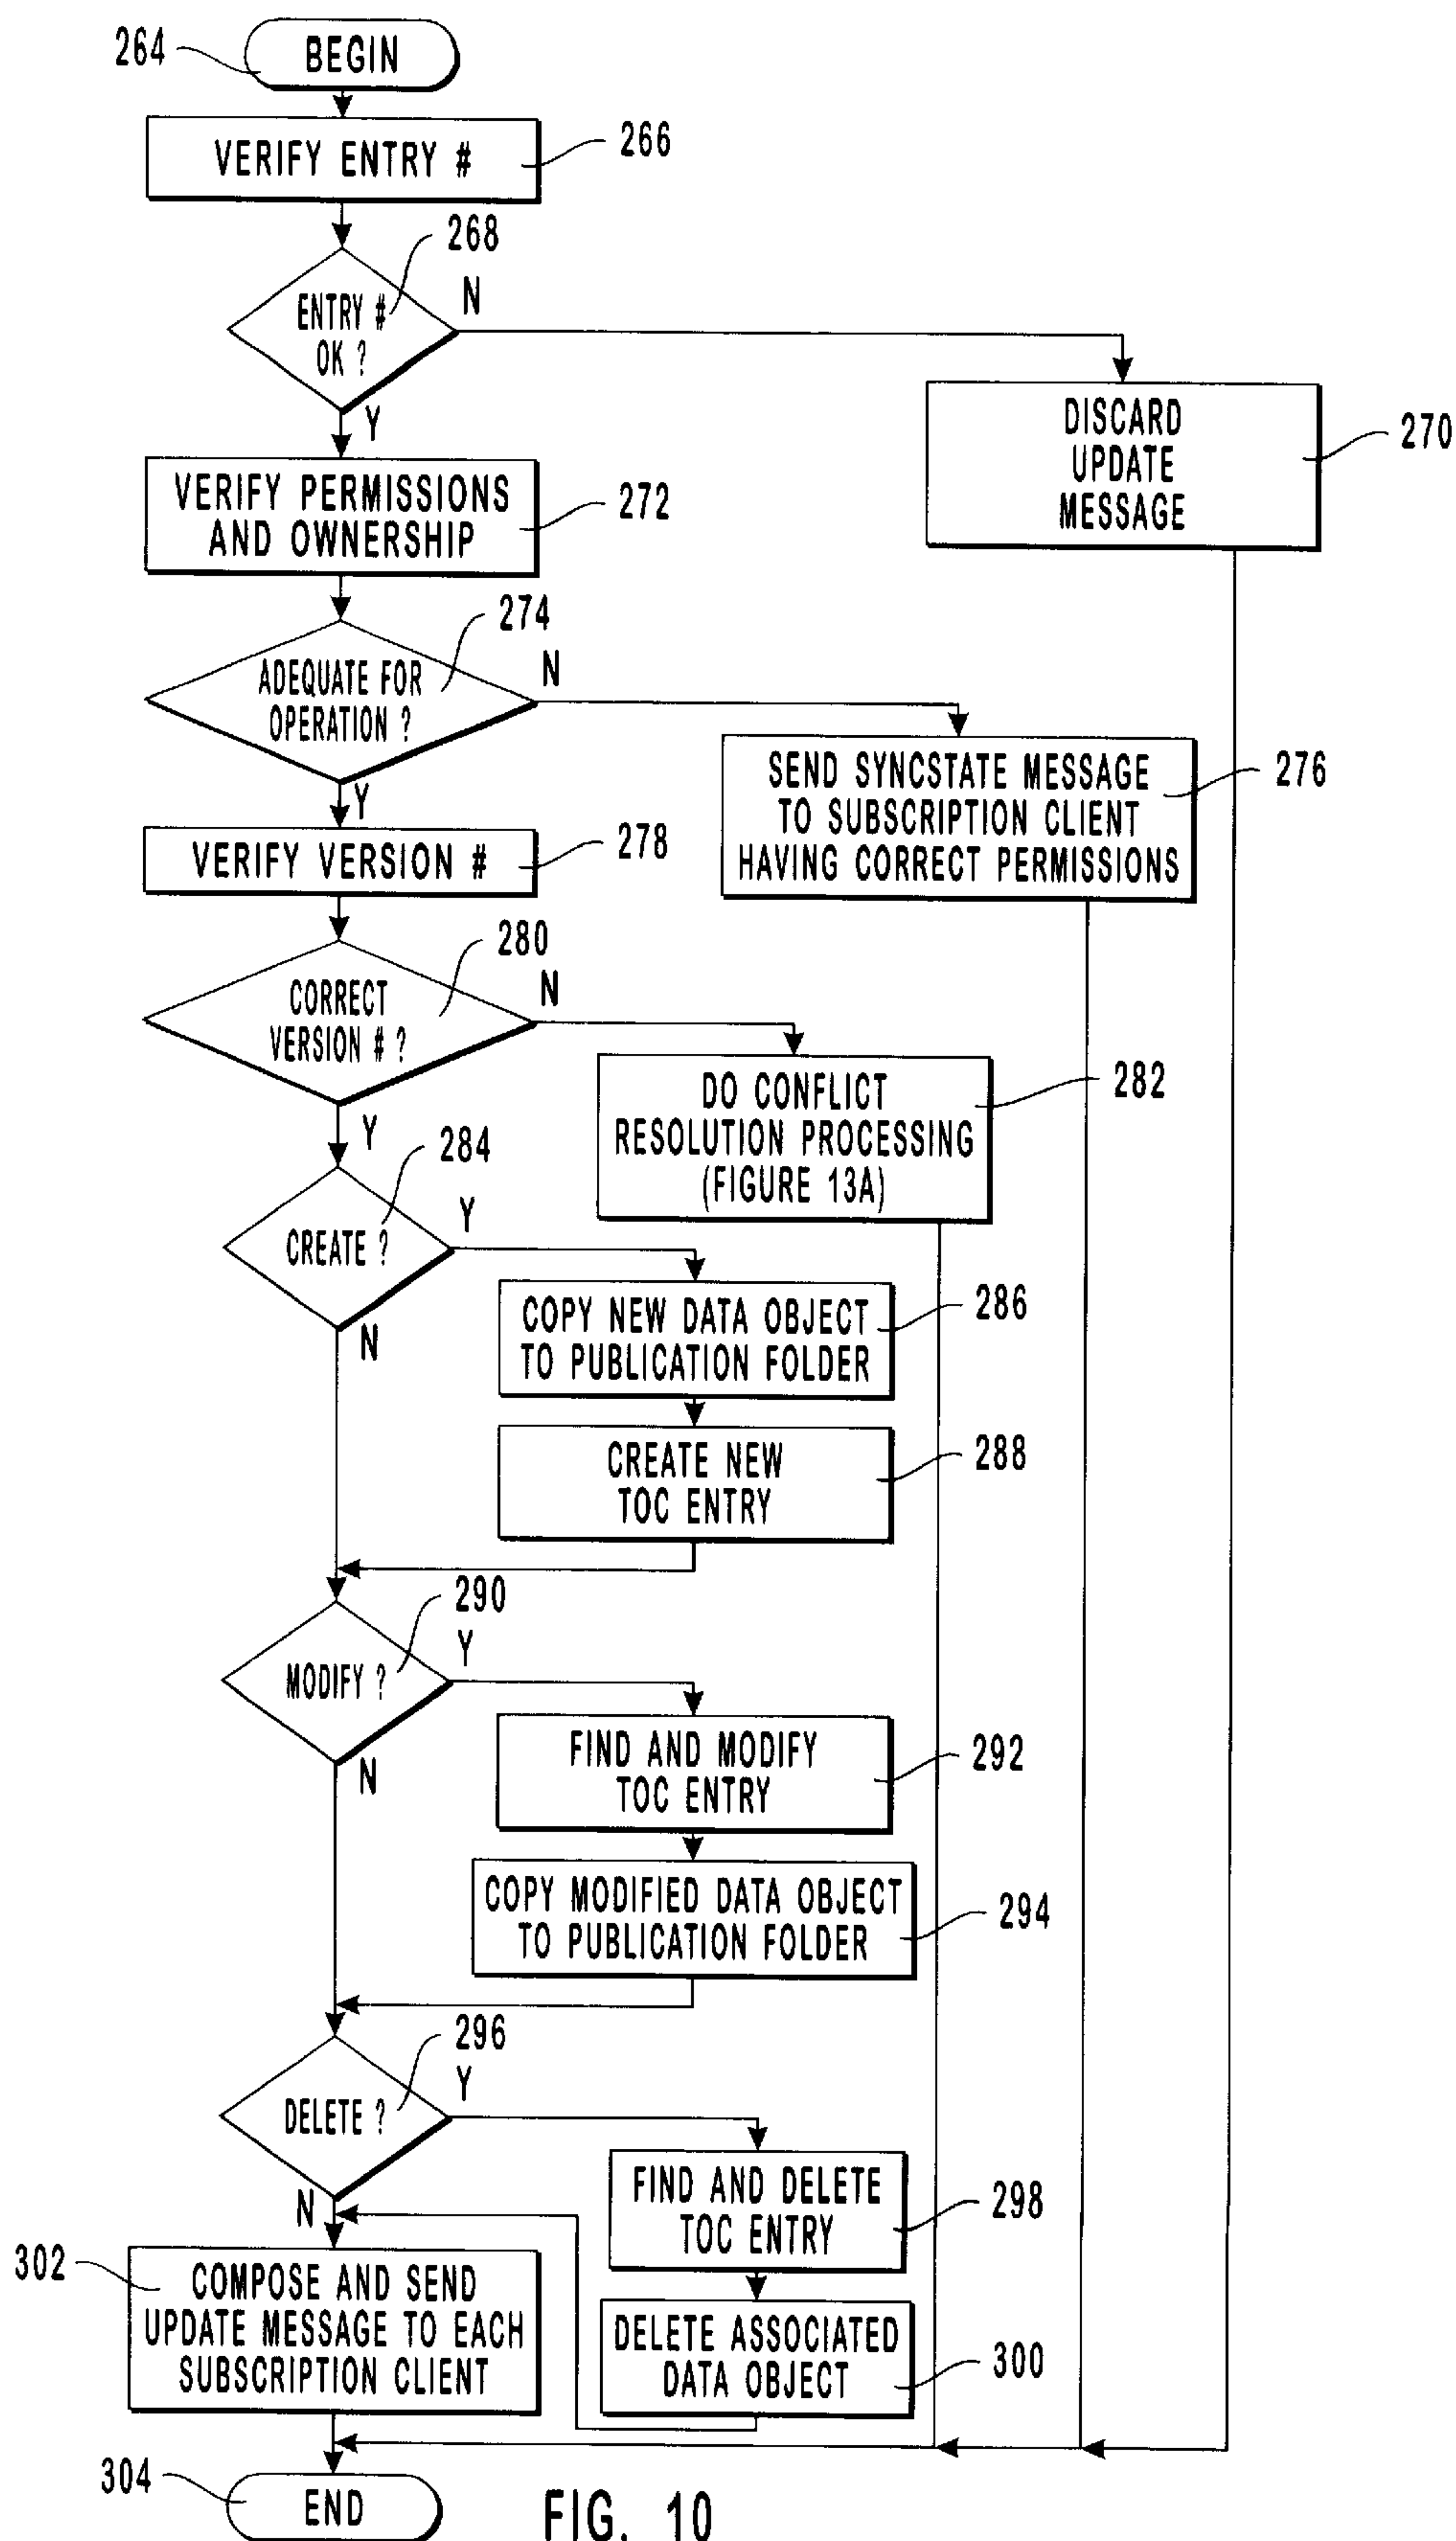 264
BEGIN
VERIFY ENTRY #
266
268
ENTRY #
OK ?
N
Y
DISCARD
UPDATE
MESSAGE
270
VERIFY PERMISSIONS
AND OWNERSHIP
272
274
ADEQUATE FOR
OPERATION ?
N
Y
SEND SYNCSTATE MESSAGE
TO SUBSCRIPTION CLIENT
HAVING CORRECT PERMISSIONS
276
VERIFY VERSION #
278
280
CORRECT
VERSION # ?
N
Y
DO CONFLICT
RESOLUTION PROCESSING
(FIGURE 13A)
282
284
CREATE ?
Y
N
COPY NEW DATA OBJECT
TO PUBLICATION FOLDER
286
CREATE NEW
TOC ENTRY
288
290
MODIFY ?
Y
N
FIND AND MODIFY
TOC ENTRY
292
COPY MODIFIED DATA OBJECT
TO PUBLICATION FOLDER
294
296
DELETE ?
Y
N
FIND AND DELETE
TOC ENTRY
298
302
COMPOSE AND SEND
UPDATE MESSAGE TO EACH
SUBSCRIPTION CLIENT
DELETE ASSOCIATED
DATA OBJECT
300
304
END
FIG. 10